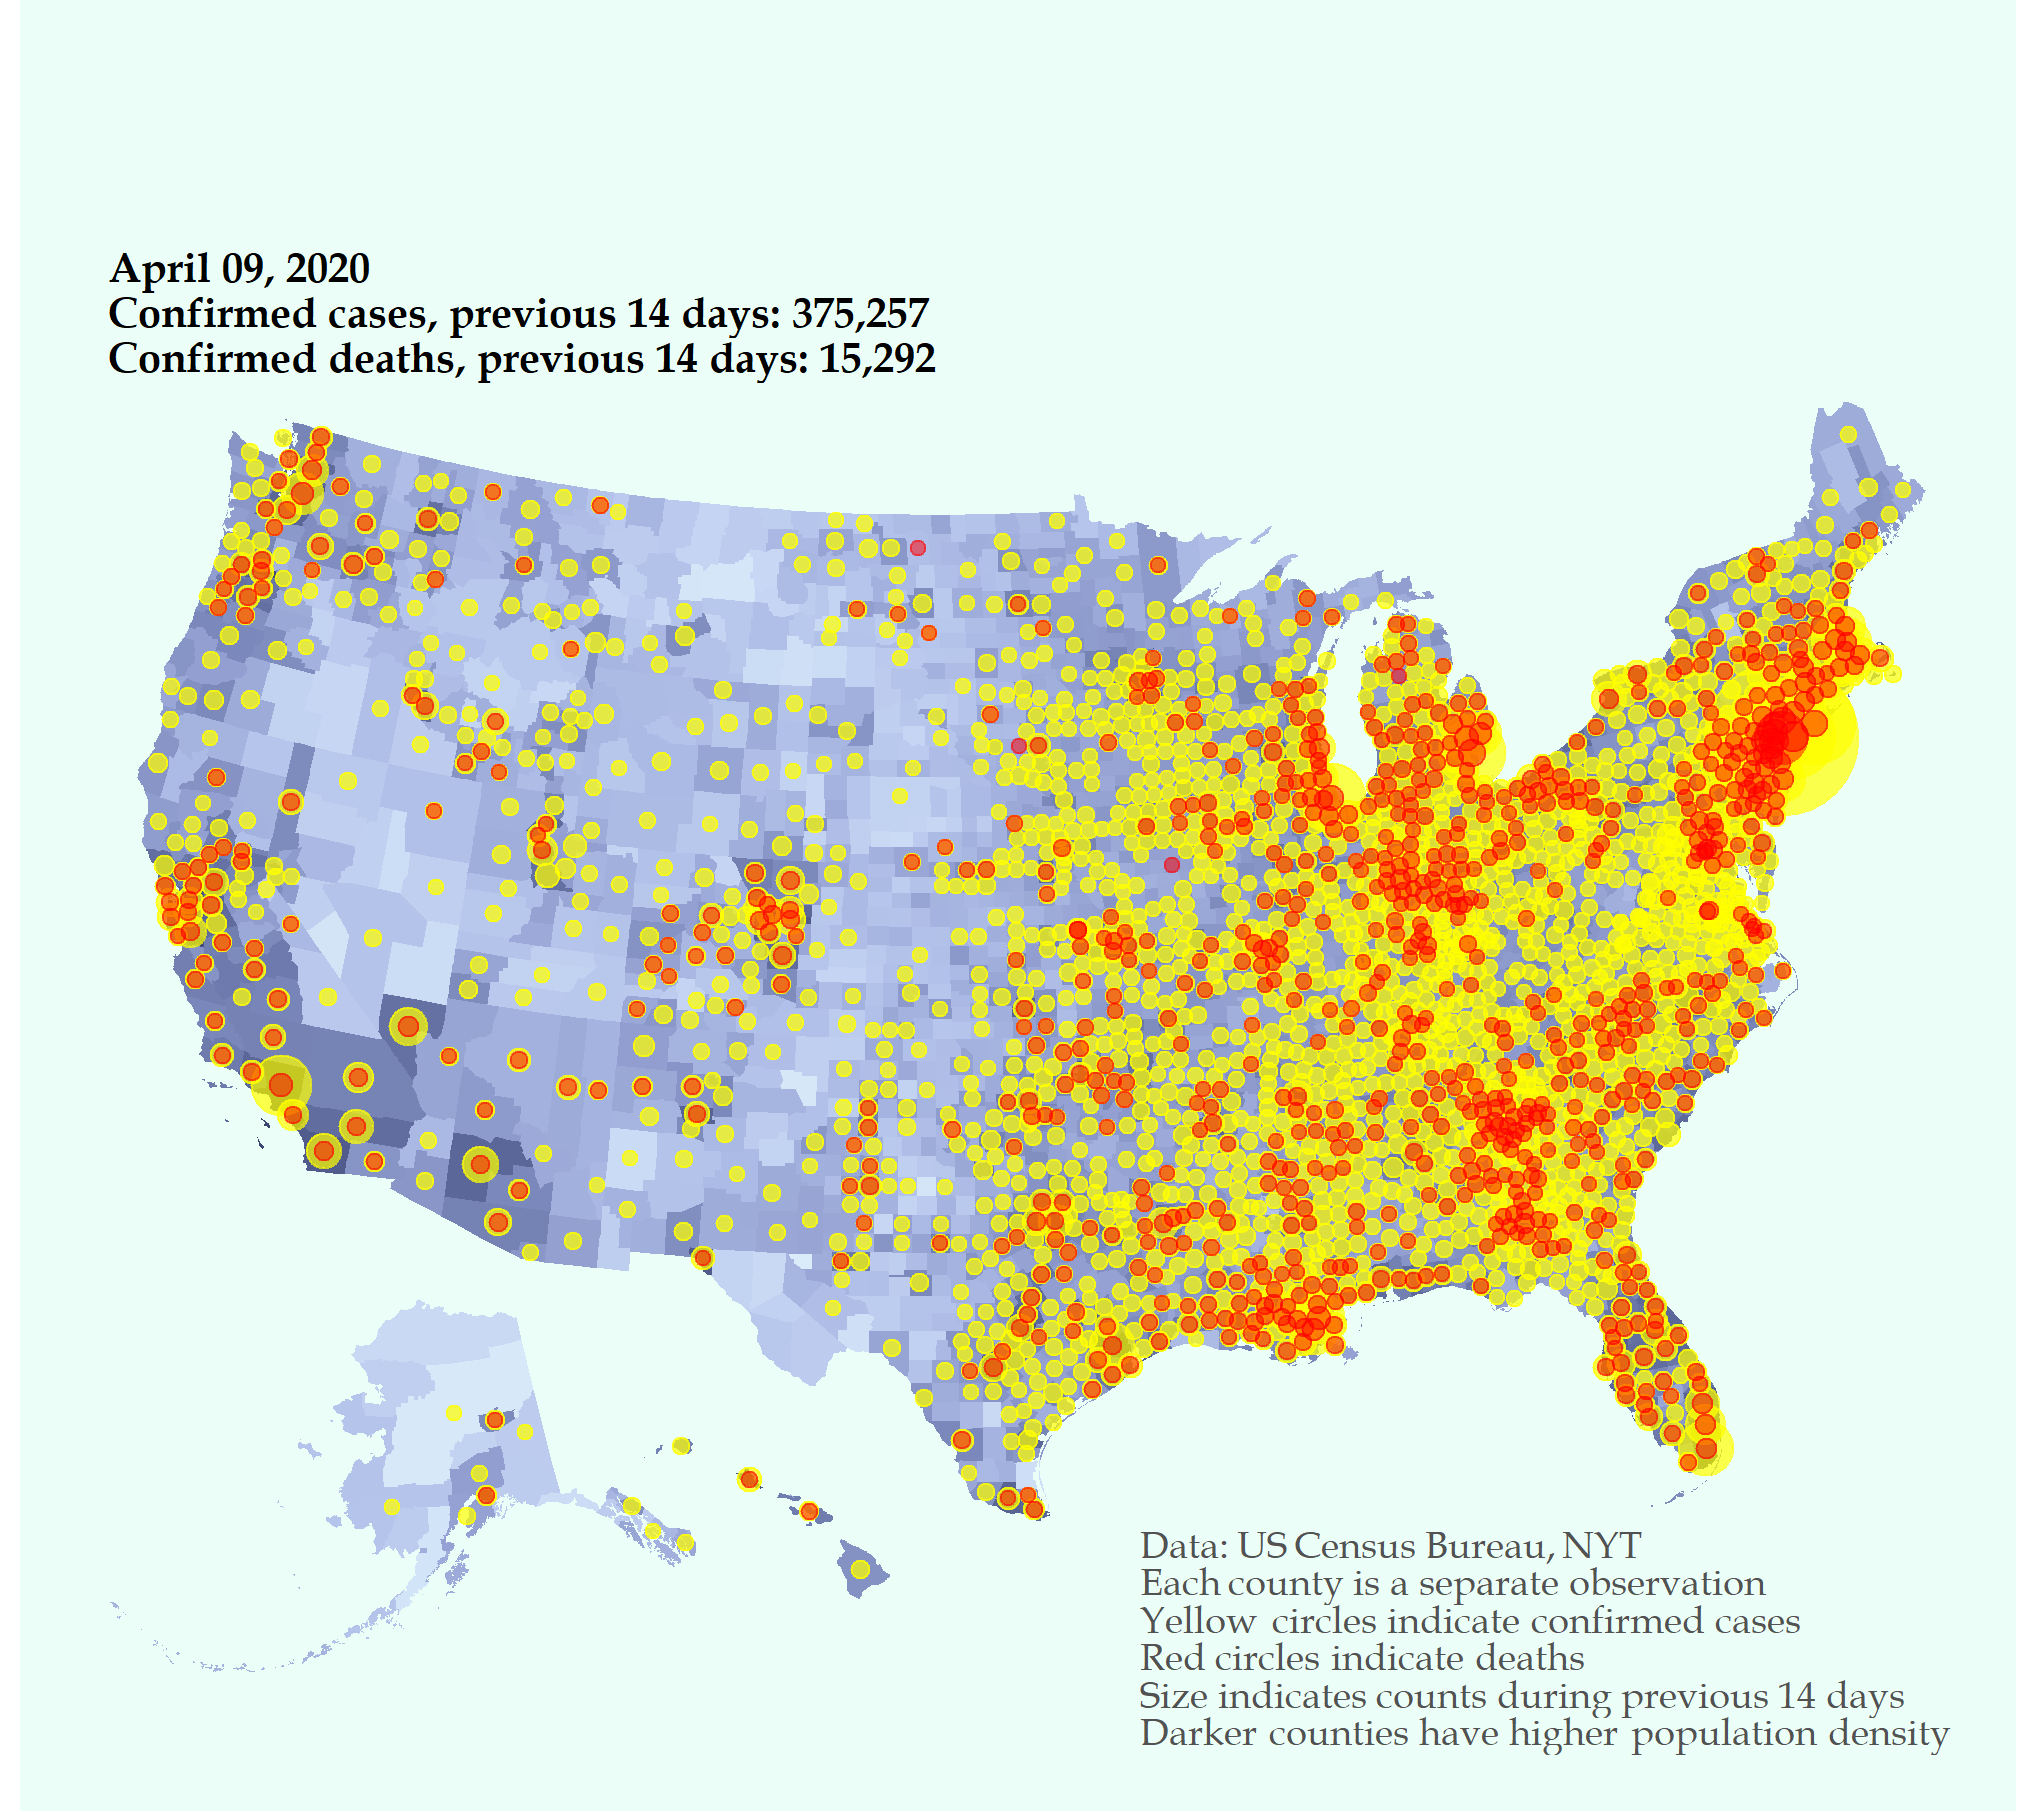 April 09, 2020
Confirmed cases, previous 14 days: 375,257
Confirmed deaths, previous 14 days: 15,292
Data: US Census Bureau, NYT
Each county is a separate observation
Yellow circles indicate confirmed cases
Red circles indicate deaths
Size indicates counts during previous 14 days
Darker counties have higher population density